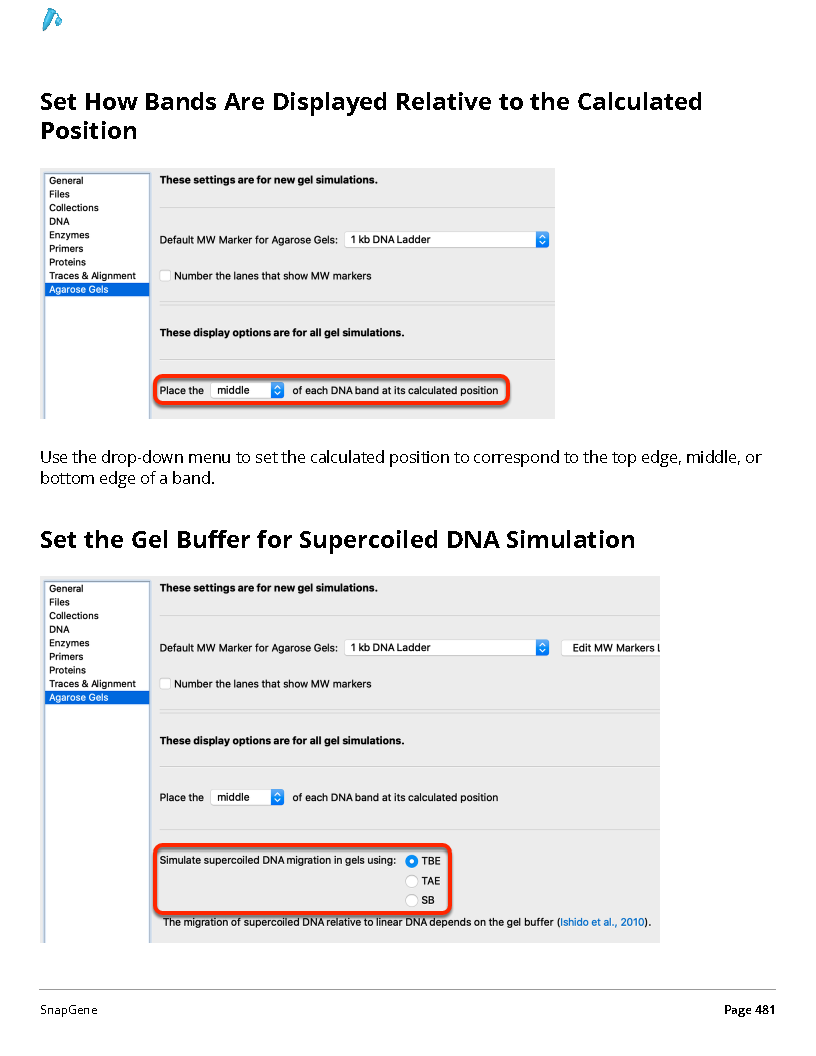 Set How Bands Are Displayed Relative to the Calculated
Position
General
Files
Collections
DNA
Enzymes
Primers
Proteins
Traces & Alignment
Agarose Gels
These settings are for new gel simulations.
Default MW Marker for Agarose Gels: 1 kb DNA Ladder
Number the lanes that show MW markers
These display options are for all gel simulations.
Place the middle of each DNA band at its calculated position
Use the drop-down menu to set the calculated position to correspond to the top edge, middle, or
bottom edge of a band.
Set the Gel Buffer for Supercoiled DNA Simulation
General
Files
Collections
DNA
Enzymes
Primers
Proteins
Traces & Alignment
Agarose Gels
These settings are for new gel simulations.
Default MW Marker for Agarose Gels: 1 kb DNA Ladder Edit MW Markers L
Number the lanes that show MW markers
These display options are for all gel simulations.
Place the middle of each DNA band at its calculated position
Simulate supercoiled DNA migration in gels using: TBE
TAE
SB
The migration of supercoiled DNA relative to linear DNA depends on the gel buffer (Ishido et al., 2010).
SnapGene Page 481